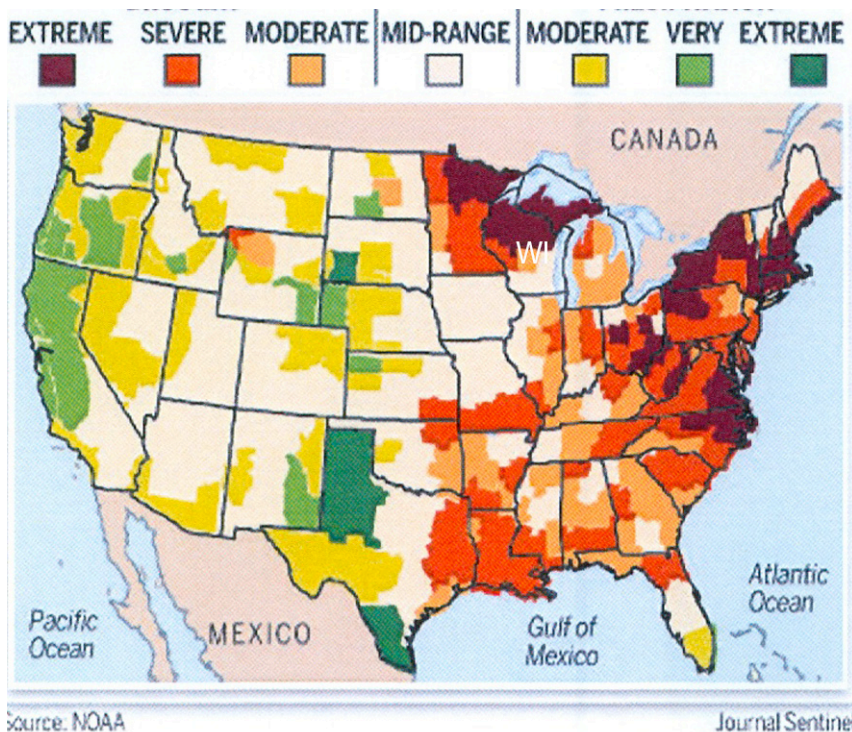 EXTREME SEVERE MODERATE MID-RANGE MODERATE VERY EXTREME
CANADA
WI
Atlantic
Ocean
Pacific
Ocean
MEXICO
Gulf of
Mexico
Source: NOAA
Journal Sentine